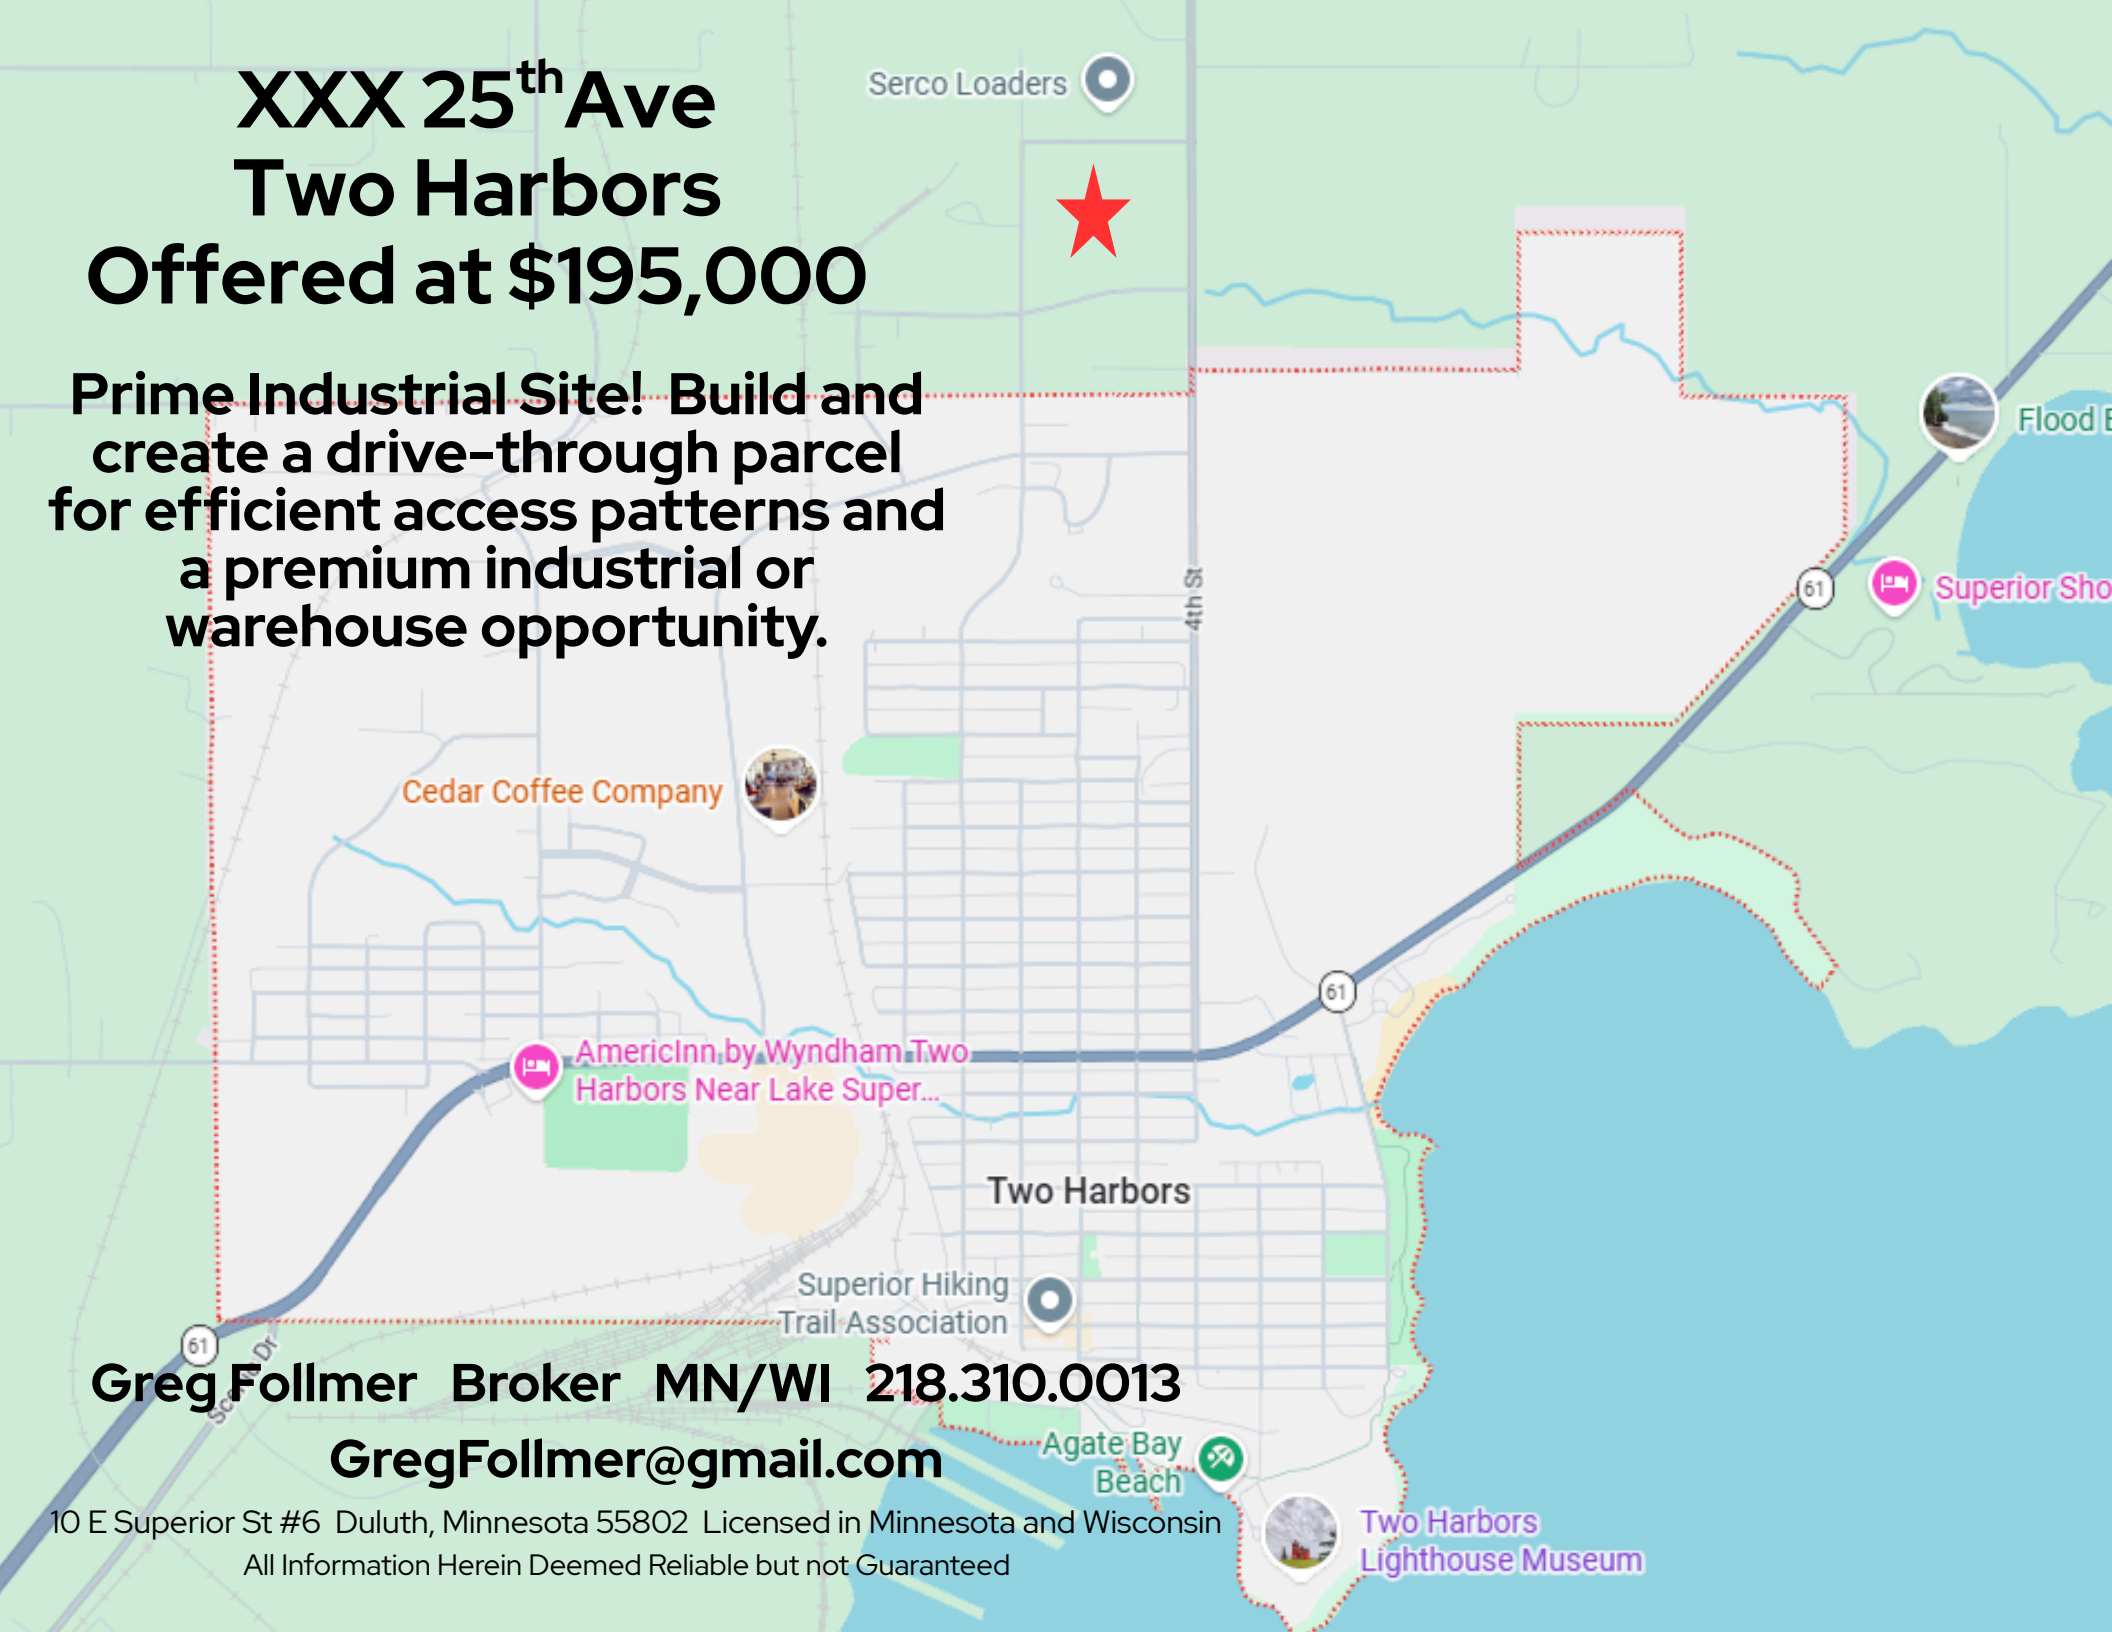 XXX 25th Ave
Two Harbors
Offered at $195,000
Prime Industrial Site! Build and
create a drive-through parcel
for efficient access patterns and
a premium industrial or
warehouse opportunity.
Serco Loaders
Flood B
61
Superior Sho
4th St
Cedar Coffee Company
61
AmericInn by Wyndham Two
Harbors Near Lake Super...
Two Harbors
Superior Hiking
Trail Association
61
Scenic Dr
Greg Follmer Broker MN/WI 218.310.0013
GregFollmer@gmail.com
Agate Bay
Beach
10 E Superior St #6 Duluth, Minnesota 55802 Licensed in Minnesota and Wisconsin
All Information Herein Deemed Reliable but not Guaranteed
Two Harbors
Lighthouse Museum